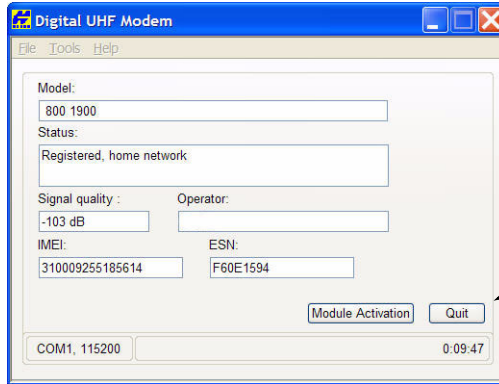 Digital UHF Modem
File Tools Help
Model:
800 1900
Status:
Registered, home network
Signal quality : Operator:
-103 dB
IMEI: ESN:
310009255185614 F60E1594
Module Activation Quit
COM1, 115200 0:09:47